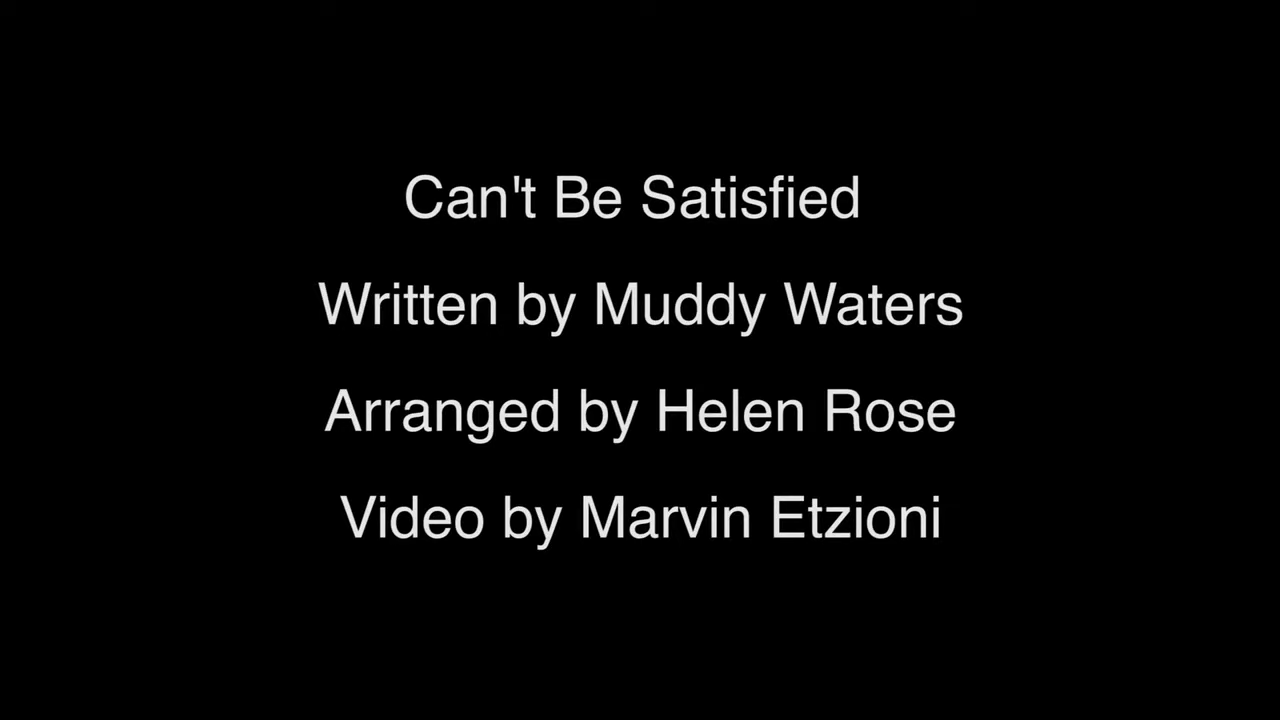 Can't Be Satisfied
Written by Muddy Waters
Arranged by Helen Rose
Video by Marvin Etzioni